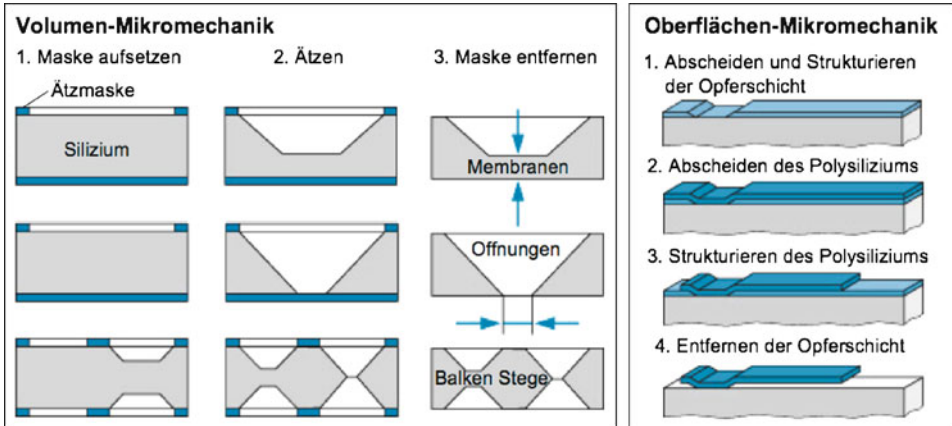 Volumen-Mikromechanik
1. Maske aufsetzen
2. Ätzen
3. Maske entfernen
Ätzmaske
Silizium
Membranen
Offnungen
Balken Stege
Oberflächen-Mikromechanik
1. Abscheiden und Strukturieren
der Opferschicht
2. Abscheiden des Polysiliziums
3. Strukturieren des Polysiliziums
4. Entfernen der Opferschicht